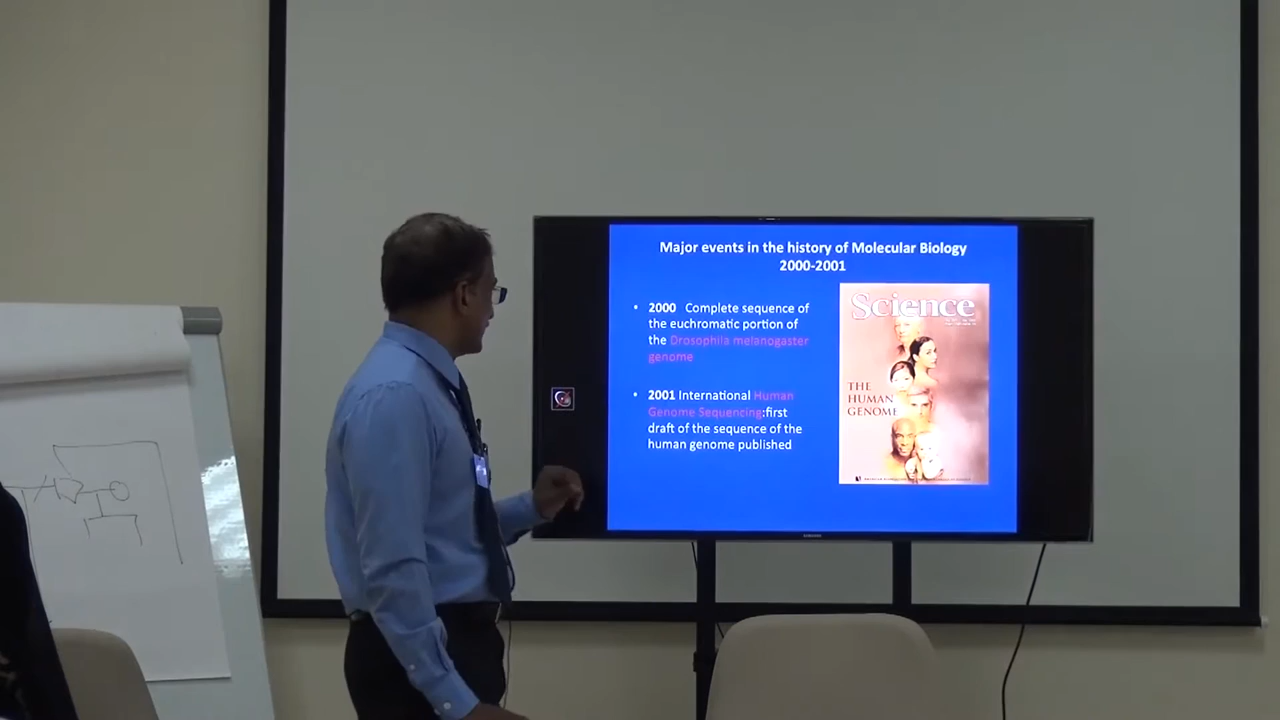 Major events in the history of Molecular Biology
2000-2001
• 2000 Complete sequence of
the euchromatic portion of
the Drosophila melanogaster
genome
• 2001 International Human
Genome Sequencing:first
draft of the sequence of the
human genome published
Science
THE
HUMAN
GENOME
SAMSUNG